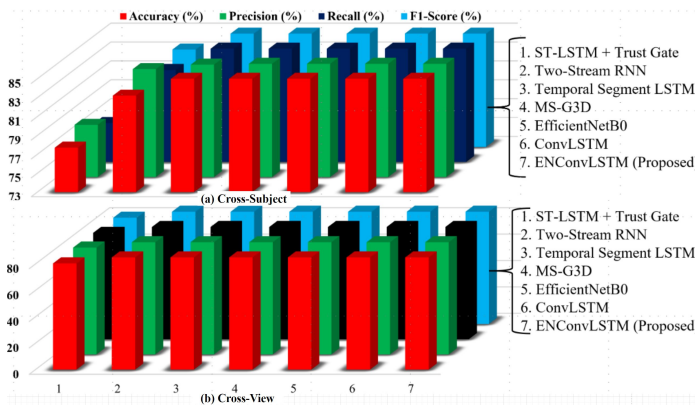 Accuracy (%) Precision (%) Recall (%) F1-Score (%)
85
83
81
79
77
75
73
1. ST-LSTM + Trust Gate
2. Two-Stream RNN
3. Temporal Segment LSTM
4. MS-G3D
5. EfficientNetB0
6. ConvLSTM
7. ENConvLSTM (Proposed
(a) Cross-Subject
80
60
40
20
0
1. ST-LSTM + Trust Gate
2. Two-Stream RNN
3. Temporal Segment LSTM
4. MS-G3D
5. EfficientNetB0
6. ConvLSTM
7. ENConvLSTM (Proposed
1 2 3 4 5 6 7
(b) Cross-View